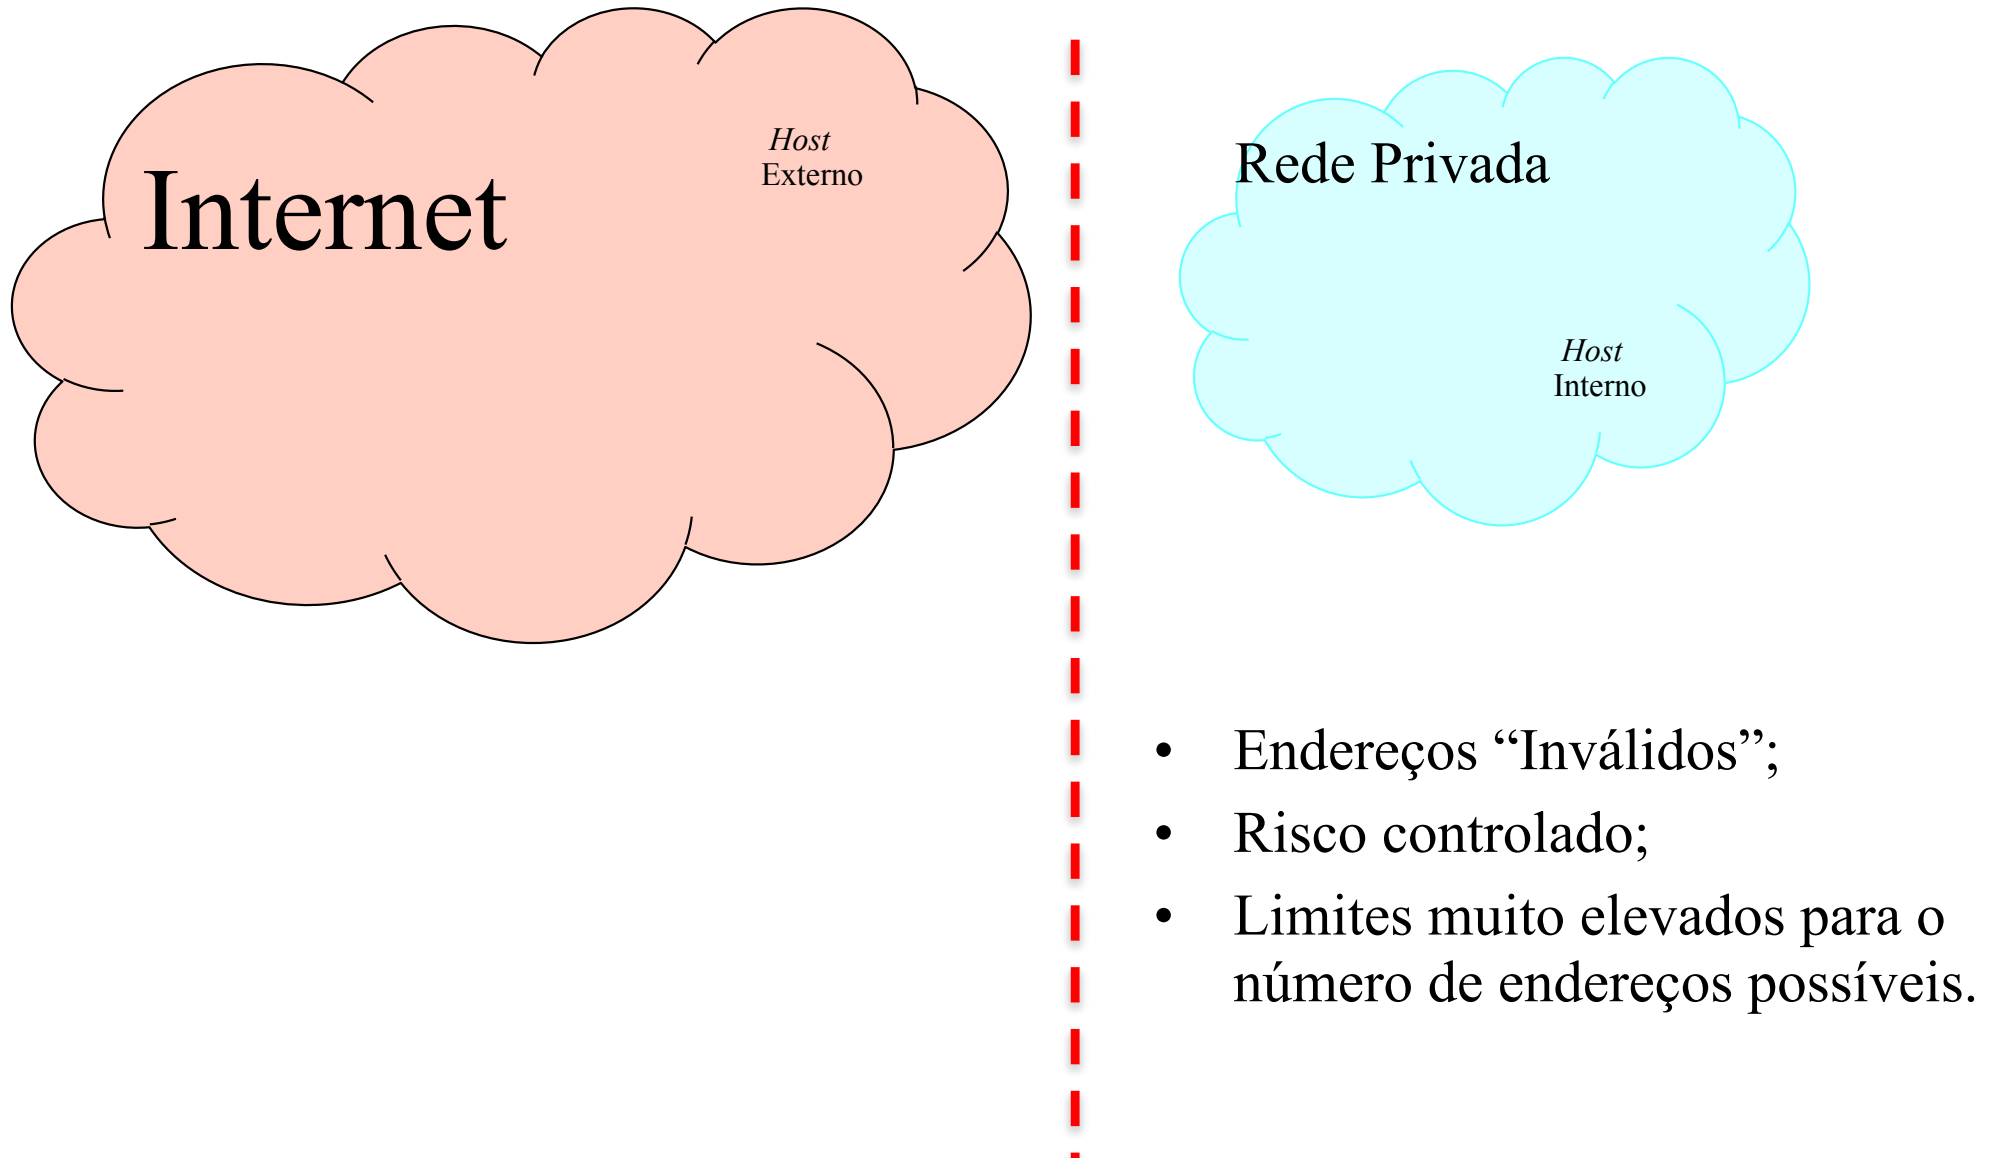 Internet
Host
Externo
Rede Privada
Host
Interno
• Endereços “Inválidos”;
• Risco controlado;
• Limites muito elevados para o
número de endereços possíveis.